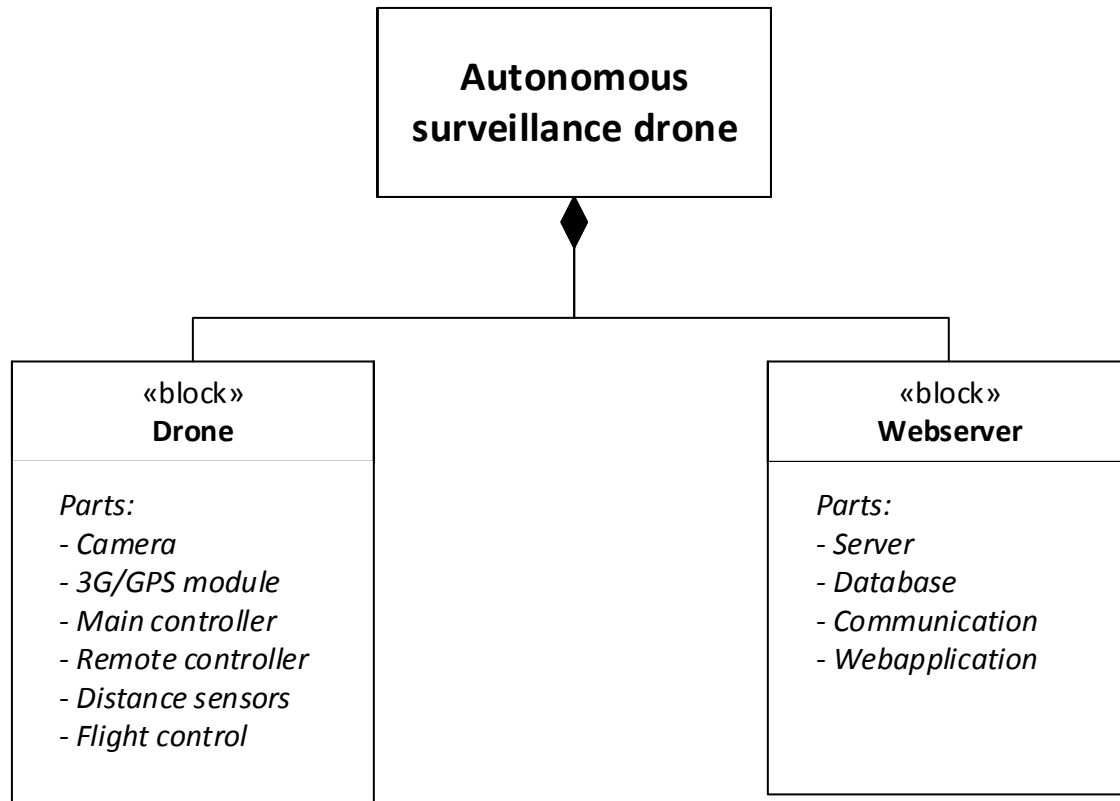 Autonomous
surveillance drone
«block»
Drone
Parts:
- Camera
- 3G/GPS module
- Main controller
- Remote controller
- Distance sensors
- Flight control
«block»
Webserver
Parts:
- Server
- Database
- Communication
- Webapplication